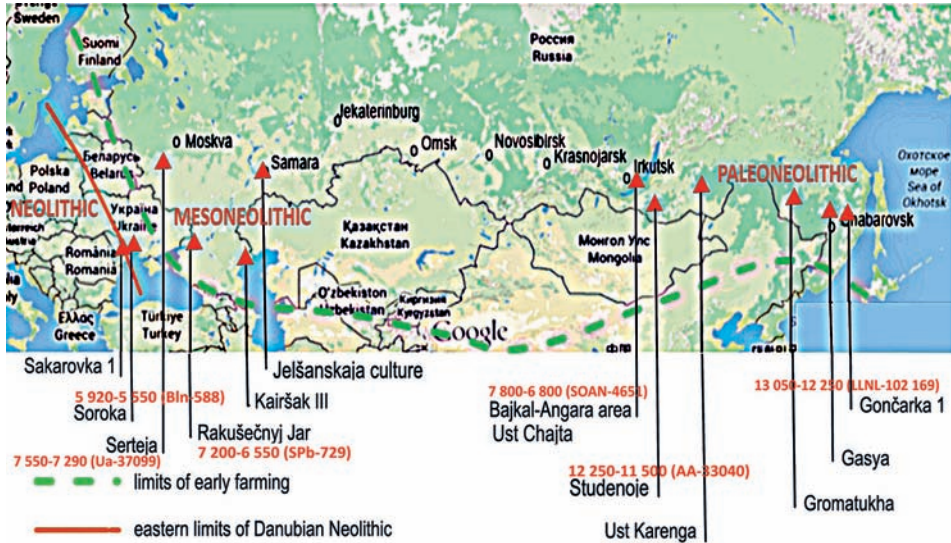 Sweden
Suomi
Finland
Россия
Russia
Jekaterinburg
Moskva
Omsk
Novosibirsk
Krasnojarsk
Irkutsk
PALEONEOLITHIC
Охотское
море
Sea of
Okhotsk
Samara
Polska
Poland
Беларусь
Belarus
NEOLITHIC
MESONEOLITHIC
Україна
Ukraine
Қазақстан
Kazakhstan
Монгол Улс
Mongolia
Chabarovsk
România
Romania
O'zbekiston
Кыргызстан
Kyrgyzstan
Google
Ελλας
Greece
Türkiye
Turkey
中国
Sakarovka 1
Jelšanskaja culture
5 920-5 550 (Bln-588)
7 800-6 800 (SOAN-4651)
13 050-12 250 (LLNL-102 169)
Soroka
Kairšak III
Bajkal-Angara area
Ust Chajta
Gončarka 1
Serteja
Rakušečnyj Jar
7 550-7 290 (Ua-37099)
7 200-6 550 (SPb-729)
12 250-11 500 (AA-33040)
Gasya
limits of early farming
Studenoje
Gromatukha
eastern limits of Danubian Neolithic
Ust Karenga